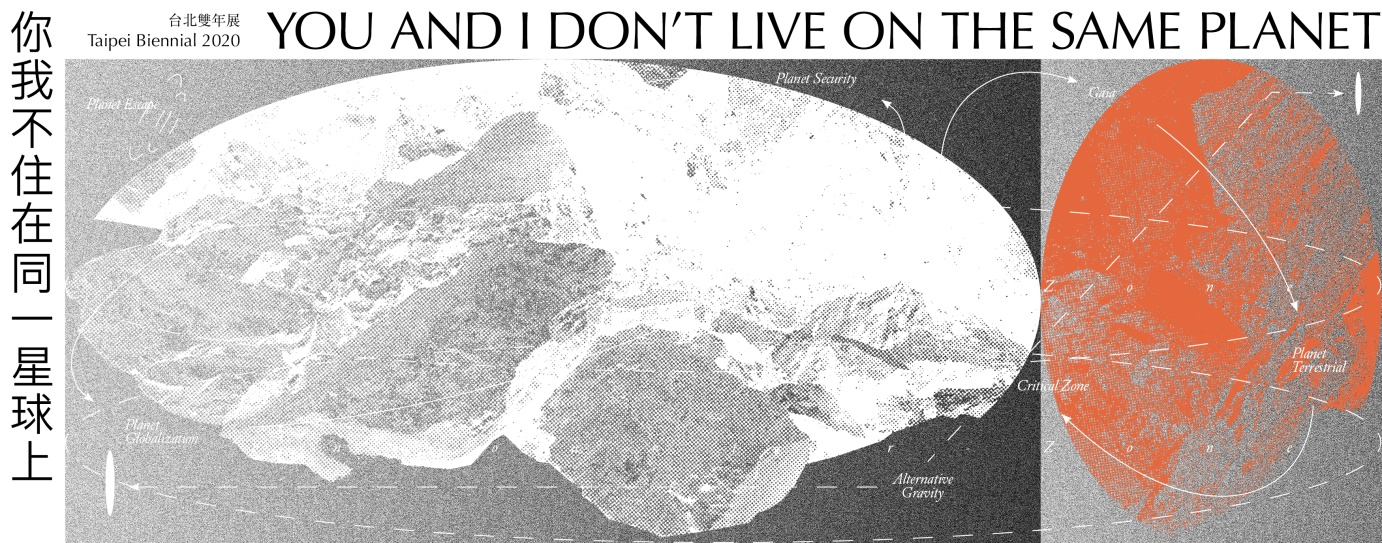 你我不住在同一星球上
台北雙年展
Taipei Biennial 2020
YOU AND I DON'T LIVE ON THE SAME PLANET
Planet Security
Gaia
Planet Escape
Z o n e )
Planet
Terrestrial
Critical Zone
Planet
Globalization
Z o n e )
Alternative
Gravity